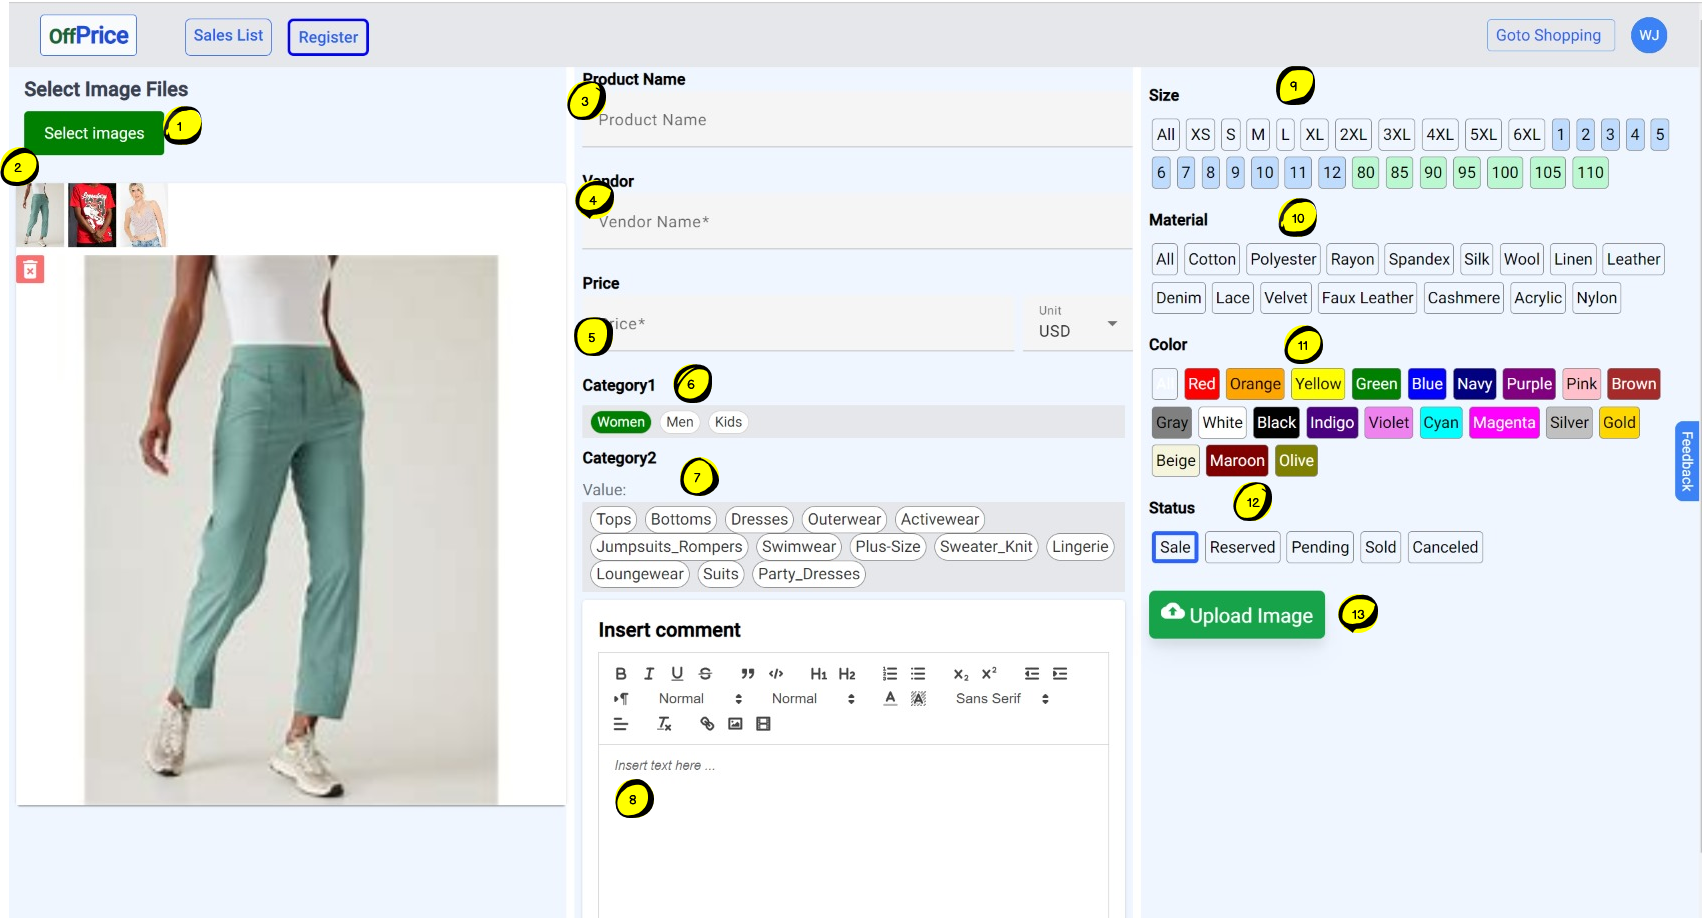 OffPrice
Sales List
Register
Goto Shopping
WJ
Select Image Files
Select images
1
2
Product Name
3
Product Name
Vendor
4
Vendor Name*
Price
5
Price*
Unit
USD
Category1
6
Women Men Kids
Category2
7
Value:
Tops Bottoms Dresses Outerwear Activewear
Jumpsuits_Rompers Swimwear Plus-Size Sweater_Knit Lingerie
Loungewear Suits Party_Dresses
Insert comment
B I U S ” </> H1 H2 X2 X2
Normal Normal A A Sans Serif
Insert text here ...
8
Size
9
All XS S M L XL 2XL 3XL 4XL 5XL 6XL 1 2 3 4 5
6 7 8 9 10 11 12 80 85 90 95 100 105 110
Material
10
All Cotton Polyester Rayon Spandex Silk Wool Linen Leather
Denim Lace Velvet Faux Leather Cashmere Acrylic Nylon
Color
11
All Red Orange Yellow Green Blue Navy Purple Pink Brown
Gray White Black Indigo Violet Cyan Magenta Silver Gold
Beige Maroon Olive
Status
12
Sale Reserved Pending Sold Canceled
Upload Image
13
Feedback